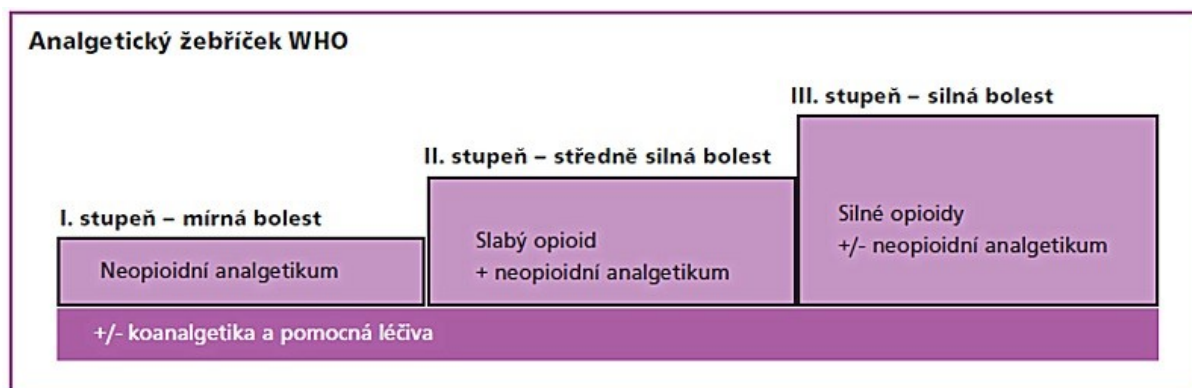 Analgetický žebříček WHO
I. stupeň – mírná bolest
Neopioidní analgetikum
II. stupeň – středně silná bolest
Slabý opioid
+ neopioidní analgetikum
III. stupeň – silná bolest
Silné opioidy
+/- neopioidní analgetikum
+/- koanalgetika a pomocná léčiva